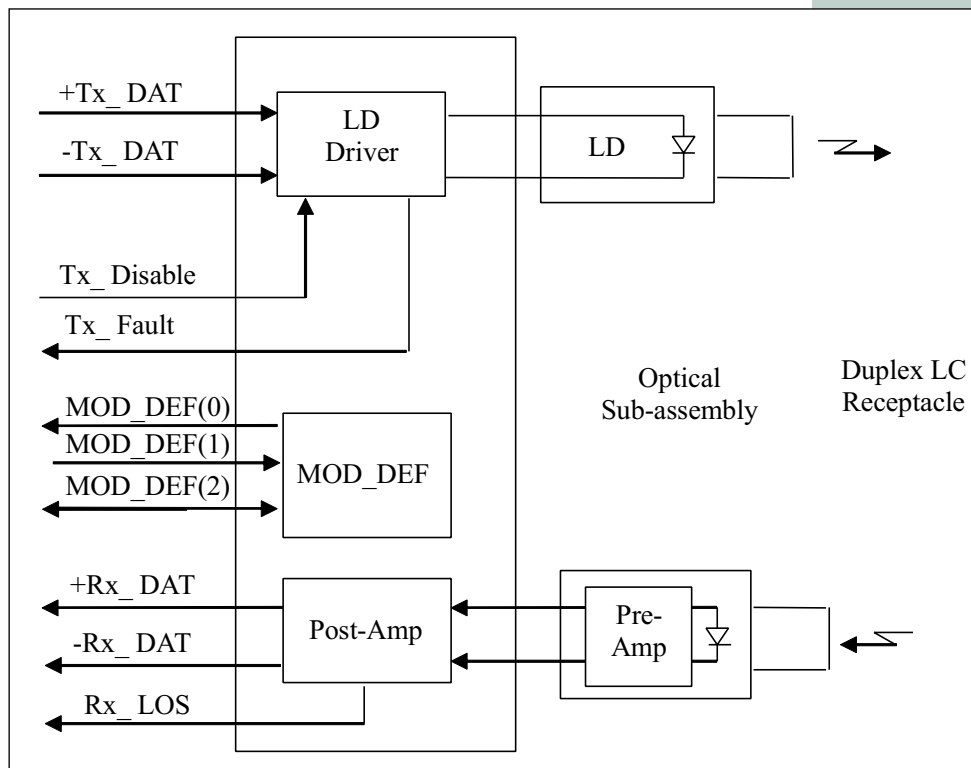 +Tx_ DAT
-Tx_ DAT
LD
Driver
LD
Tx_ Disable
Tx_ Fault
MOD_DEF(0)
MOD_DEF(1)
MOD_DEF(2)
MOD_DEF
Optical
Sub-assembly
Duplex LC
Receptacle
+Rx_ DAT
-Rx_ DAT
Rx_ LOS
Post-Amp
Pre-
Amp